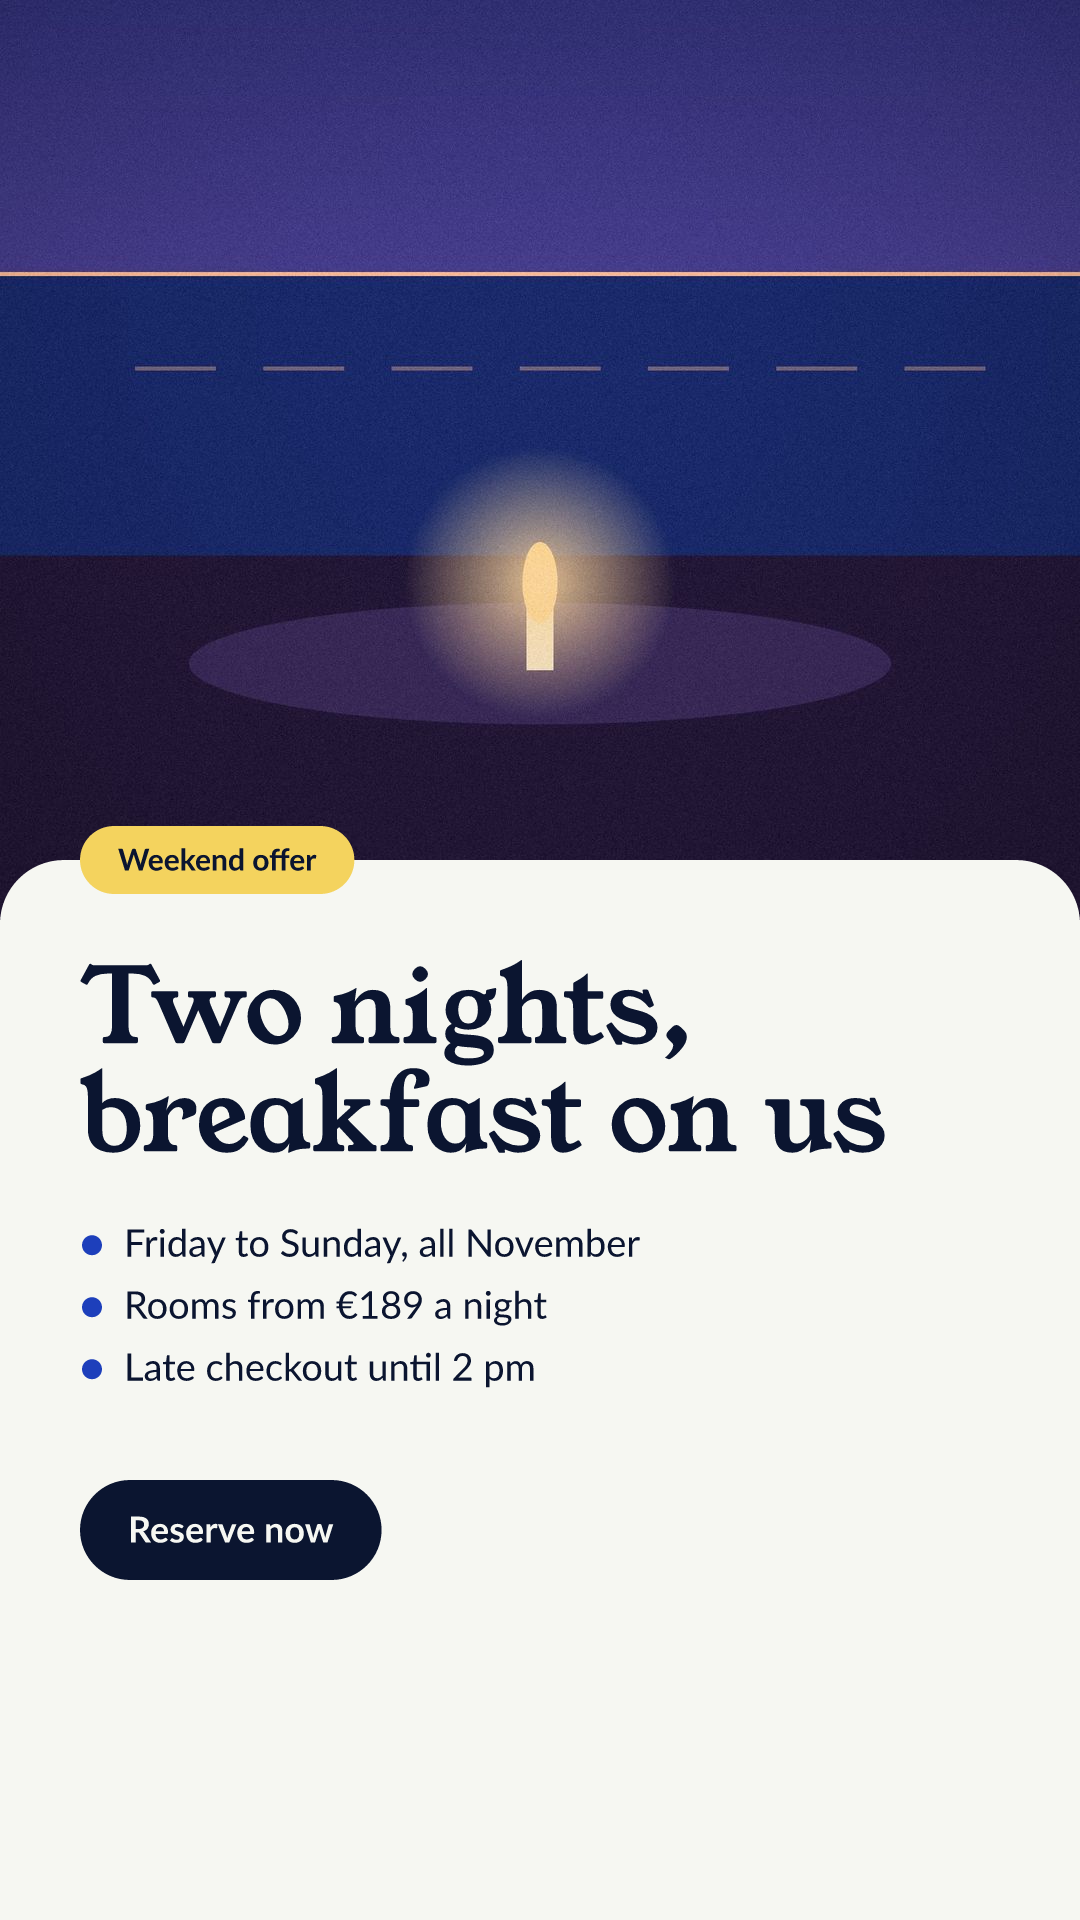 Weekend offer
Two nights,
breakfast on us
Friday to Sunday, all November
Rooms from €189 a night
Late checkout until 2 pm
Reserve now